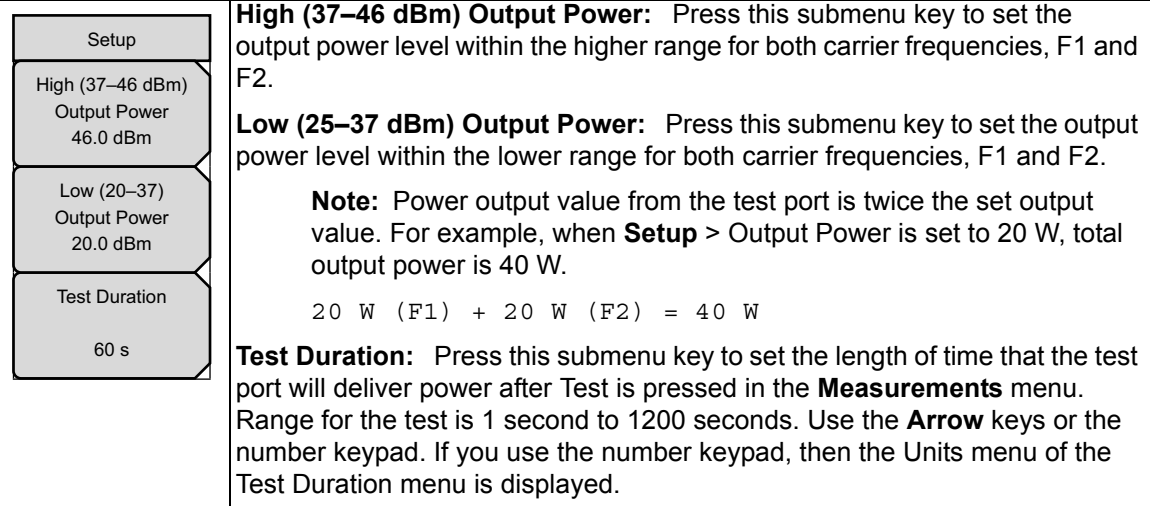 Setup
High (37–46 dBm)
Output Power
46.0 dBm
Low (20–37)
Output Power
20.0 dBm
Test Duration
60 s
High (37–46 dBm) Output Power: Press this submenu key to set the
output power level within the higher range for both carrier frequencies, F1 and
F2.
Low (25–37 dBm) Output Power: Press this submenu key to set the output
power level within the lower range for both carrier frequencies, F1 and F2.
Note: Power output value from the test port is twice the set output
value. For example, when Setup > Output Power is set to 20 W, total
output power is 40 W.
20 W (F1) + 20 W (F2) = 40 W
Test Duration: Press this submenu key to set the length of time that the test
port will deliver power after Test is pressed in the Measurements menu.
Range for the test is 1 second to 1200 seconds. Use the Arrow keys or the
number keypad. If you use the number keypad, then the Units menu of the
Test Duration menu is displayed.